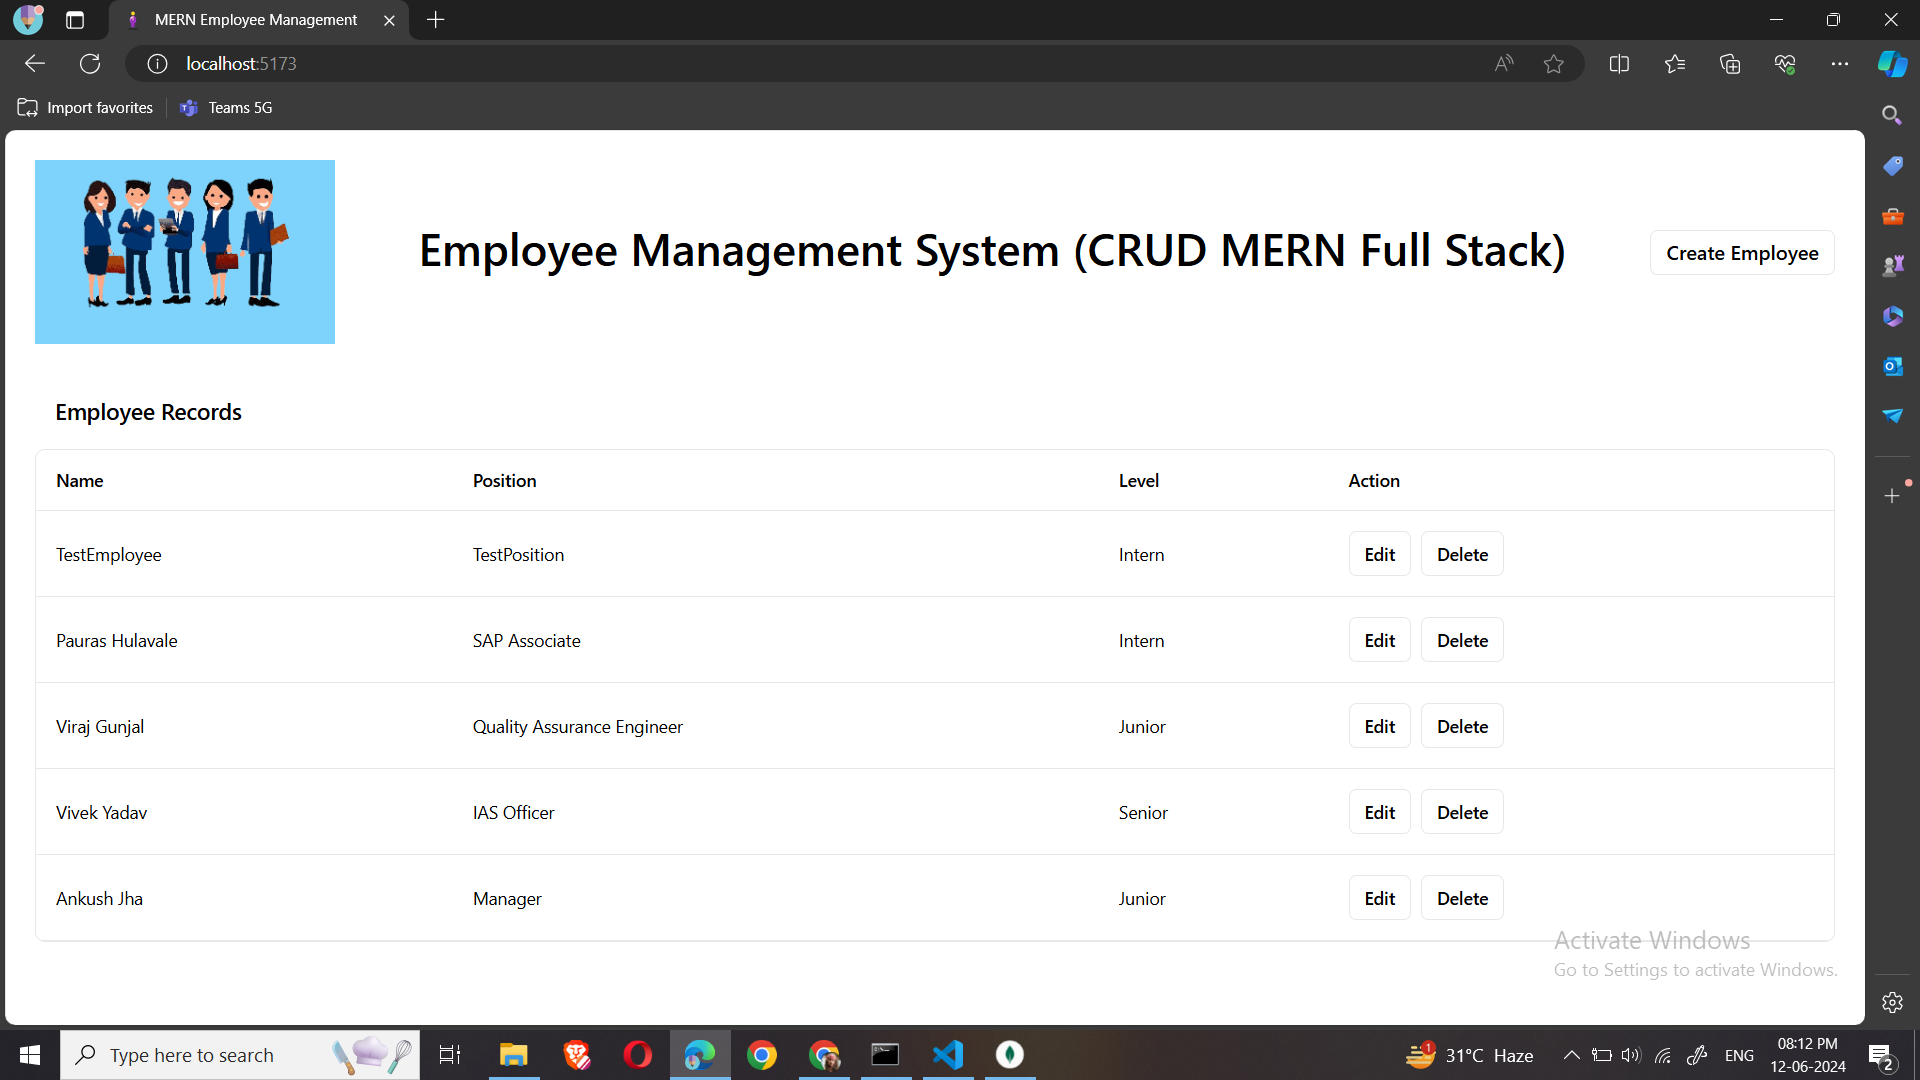 MERN Employee Management
localhost:5173
Import favorites
Teams 5G
Employee Management System (CRUD MERN Full Stack)
Create Employee
Employee Records
Name Position Level Action
TestEmployee TestPosition Intern Edit Delete
Pauras Hulavale SAP Associate Intern Edit Delete
Viraj Gunjal Quality Assurance Engineer Junior Edit Delete
Vivek Yadav IAS Officer Senior Edit Delete
Ankush Jha Manager Junior Edit Delete
Activate Windows
Go to Settings to activate Windows.
Type here to search
1
31°C Haze
ENG
08:12 PM
12-06-2024
2